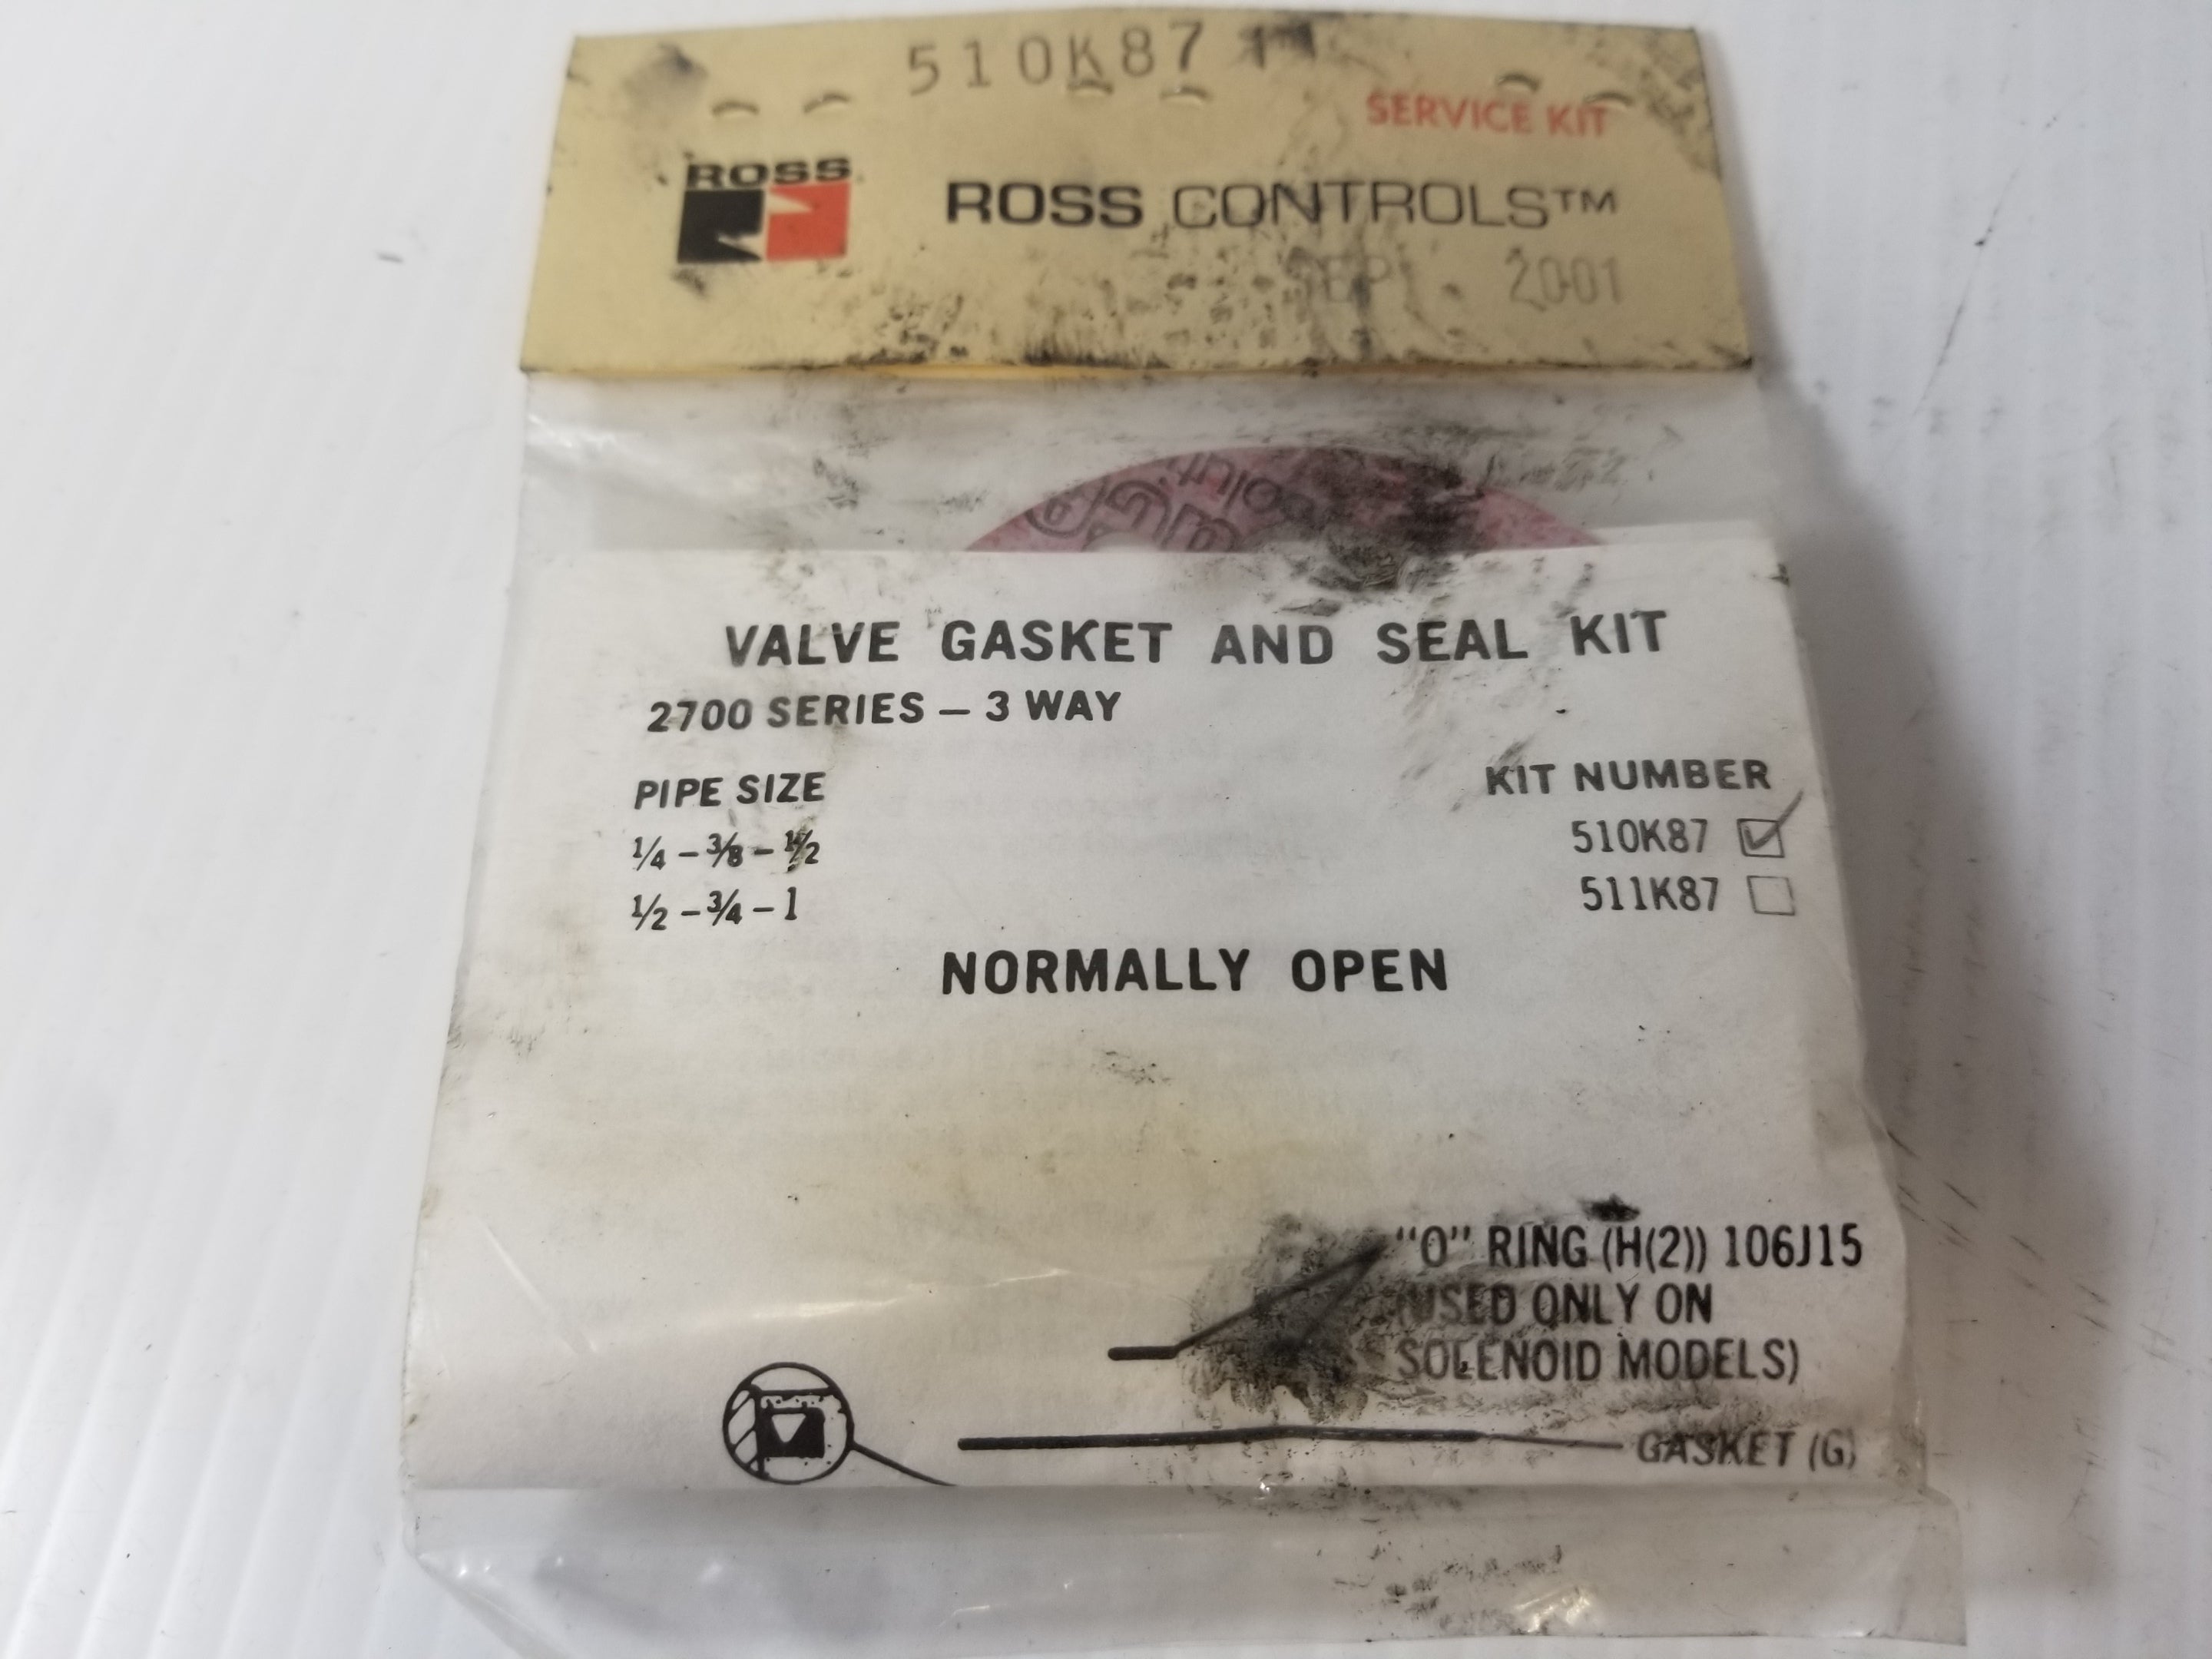 510K87
SERVICE KIT
ROSS
ROSS CONTROLS™
SEP. 2001
VALVE GASKET AND SEAL KIT
2700 SERIES – 3 WAY
PIPE SIZE KIT NUMBER
1/4 – 3/8 – 1/2 510K87
1/2 – 3/4 – 1 511K87
NORMALLY OPEN
"O" RING (H(2)) 106J15
(USED ONLY ON
SOLENOID MODELS)
GASKET (G)